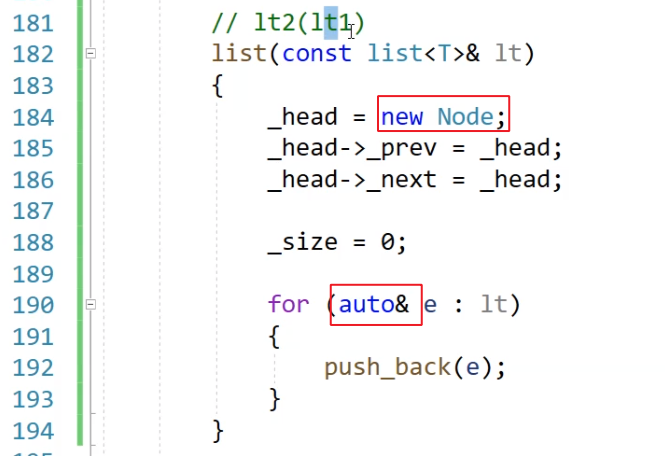 181 // lt2(lt1)
182 list(const list<T>& lt)
183 {
184 _head = new Node;
185 _head->_prev = _head;
186 _head->_next = _head;
187
188 _size = 0;
189
190 for (auto& e : lt)
191 {
192 push_back(e);
193 }
194 }